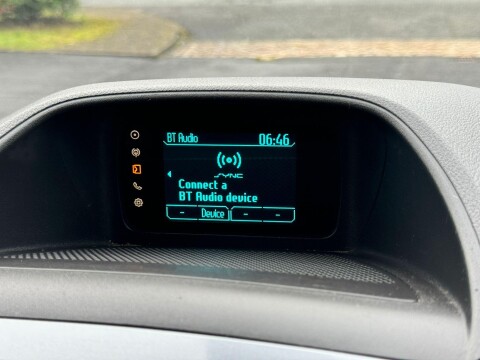 BT Audio 06:46
SYNC
Connect a
BT Audio device
- Device - -